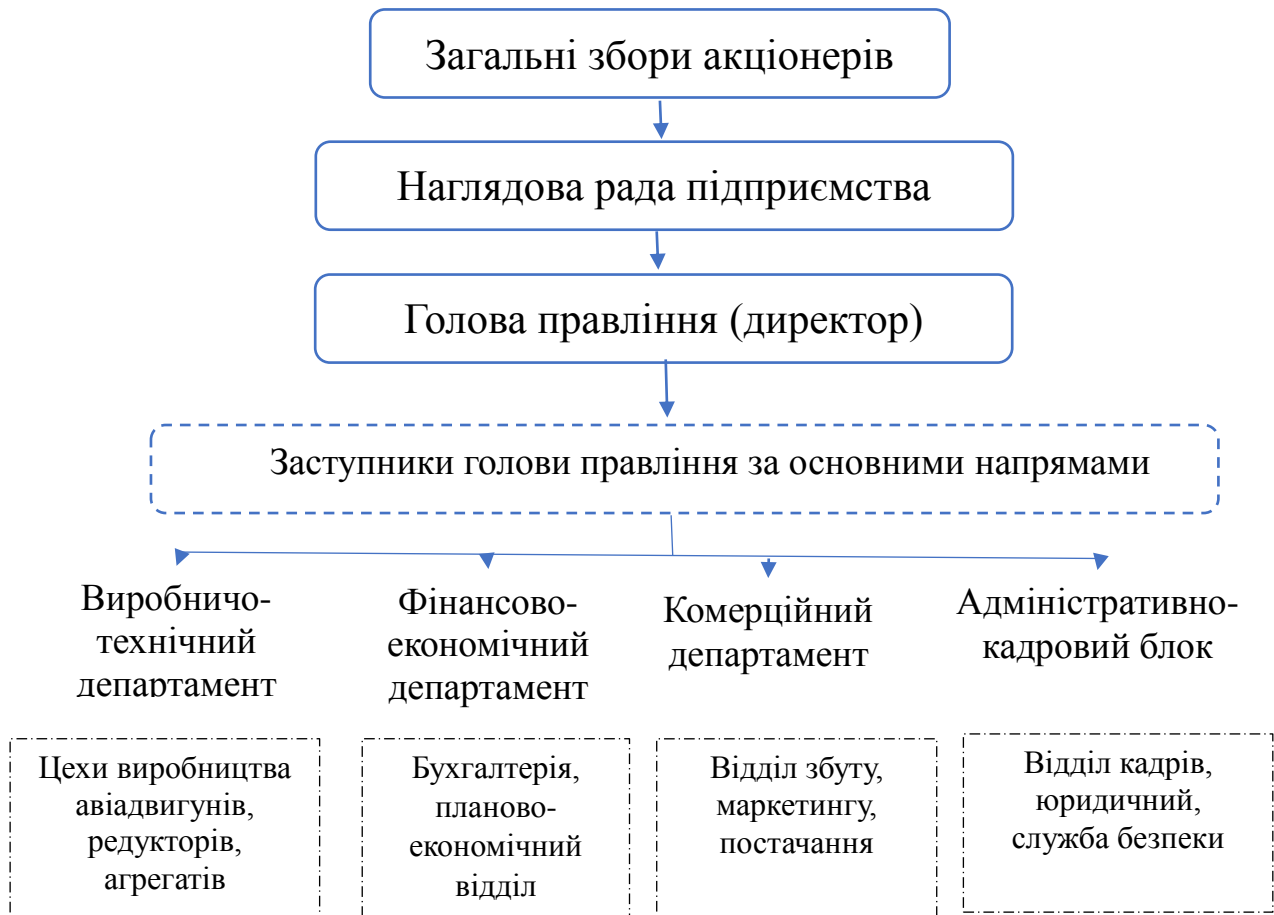 Загальні збори акціонерів
Наглядова рада підприємства
Голова правління (директор)
Заступники голови правління за основними напрямами
Виробничо-
технічний
департамент
Фінансово-
економічний
департамент
Комерційний
департамент
Адміністративно-
кадровий блок
Цехи виробництва
авіадвигунів,
редукторів,
агрегатів
Бухгалтерія,
планово-
економічний
відділ
Відділ збуту,
маркетингу,
постачання
Відділ кадрів,
юридичний,
служба безпеки